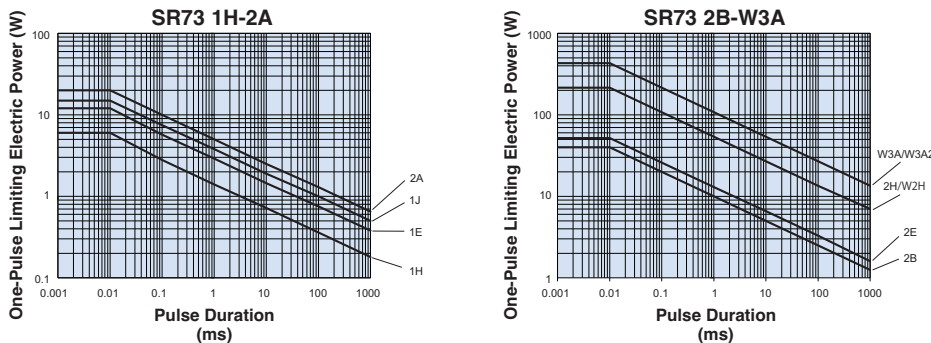 SR73 1H-2A
One-Pulse Limiting Electric Power (W)
100
10
1
0.1
2A
1J
1E
1H
0.001 0.01 0.1 1 10 100 1000
Pulse Duration
(ms)
SR73 2B-W3A
One-Pulse Limiting Electric Power (W)
1000
100
10
1
W3A/W3A2
2H/W2H
2E
2B
0.001 0.01 0.1 1 10 100 1000
Pulse Duration
(ms)